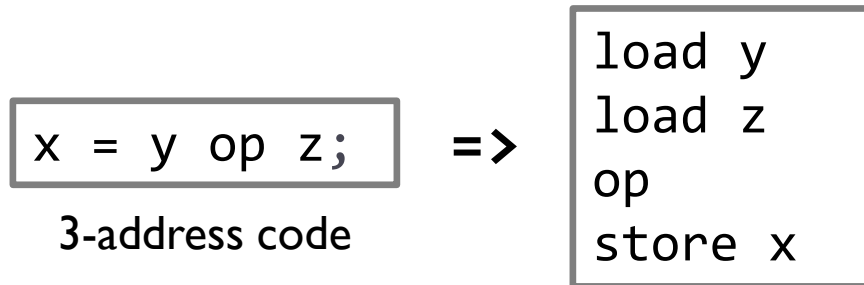 x = y op z;
3-address code
=>
load y
load z
op
store x